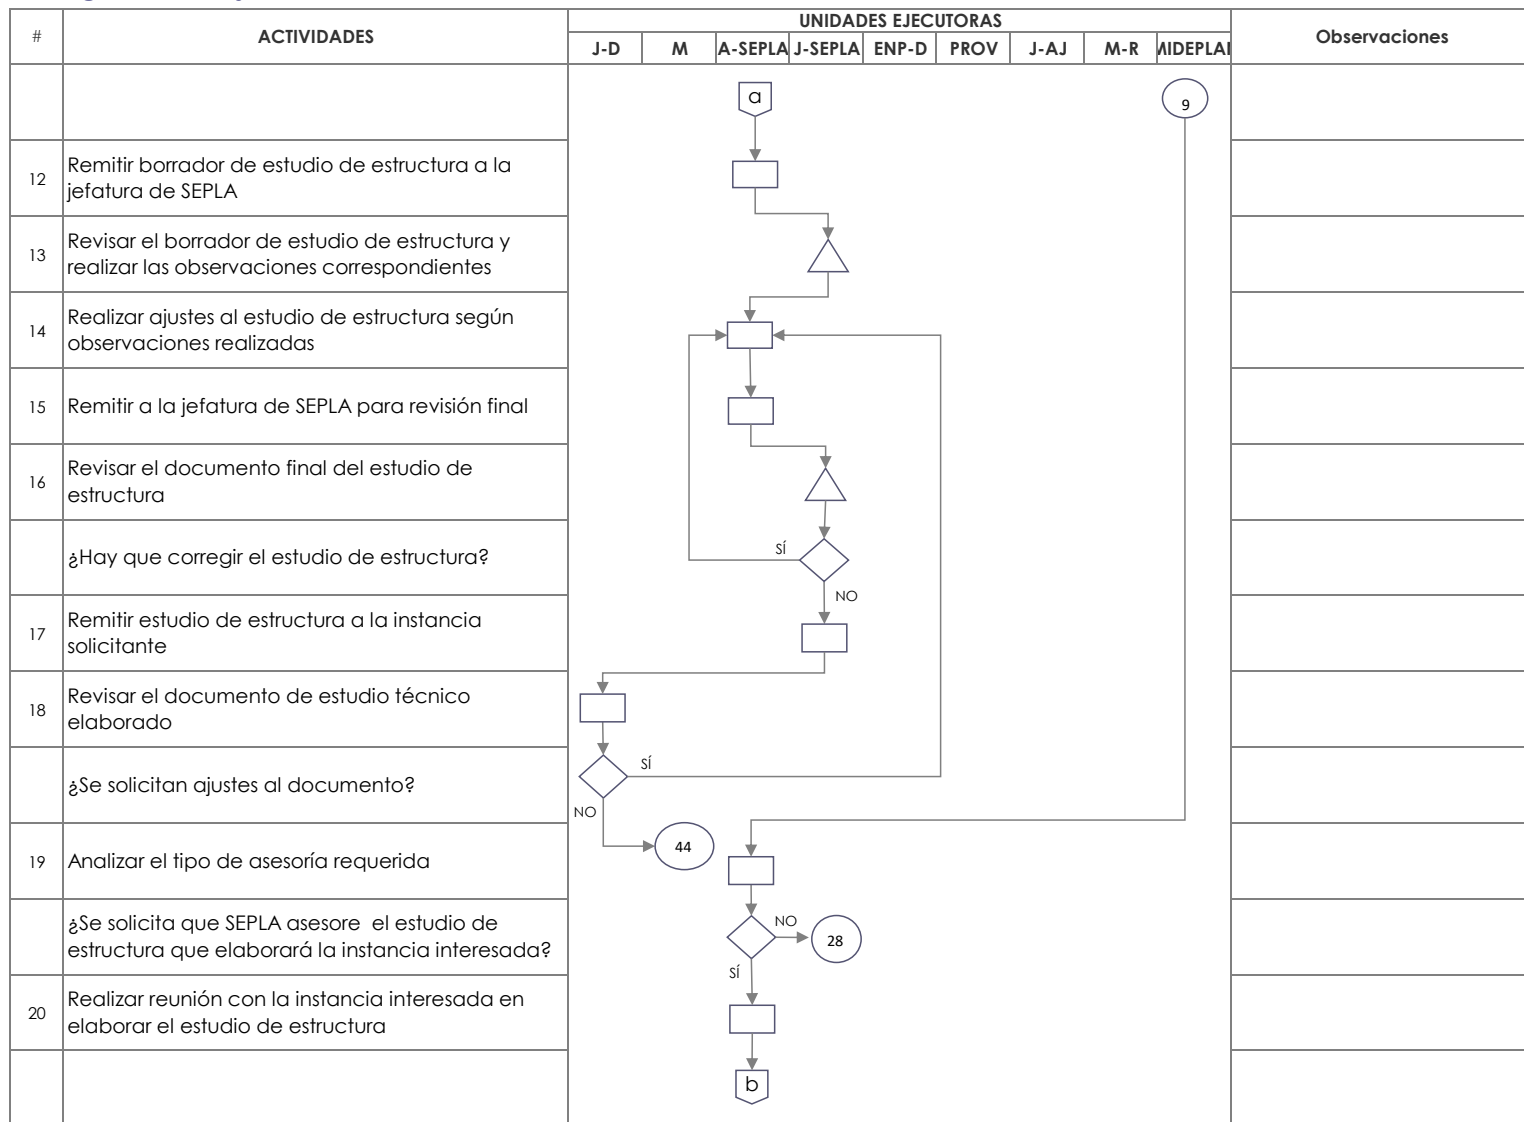 #
ACTIVIDADES
UNIDADES EJECUTORAS
Observaciones
J-D
M
A-SEPLA
J-SEPLA
ENP-D
PROV
J-AJ
M-R
MIDEPLAN
a
9
12
Remitir borrador de estudio de estructura a la
jefatura de SEPLA
13
Revisar el borrador de estudio de estructura y
realizar las observaciones correspondientes
14
Realizar ajustes al estudio de estructura según
observaciones realizadas
15
Remitir a la jefatura de SEPLA para revisión final
16
Revisar el documento final del estudio de
estructura
¿Hay que corregir el estudio de estructura?
SÍ
NO
17
Remitir estudio de estructura a la instancia
solicitante
18
Revisar el documento de estudio técnico
elaborado
¿Se solicitan ajustes al documento?
SÍ
NO
44
19
Analizar el tipo de asesoría requerida
¿Se solicita que SEPLA asesore  el estudio de
estructura que elaborará la instancia interesada?
NO
28
SÍ
20
Realizar reunión con la instancia interesada en
elaborar el estudio de estructura
b